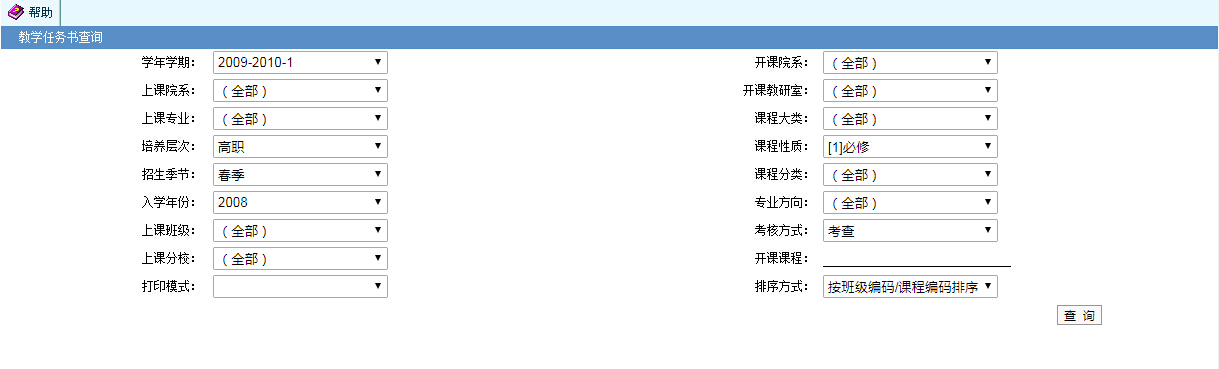 帮助
教学任务书查询
学年学期： 2009-2010-1 开课院系： （全部）
上课院系： （全部） 开课教研室： （全部）
上课专业： （全部） 课程大类： （全部）
培养层次： 高职 课程性质： [1]必修
招生季节： 春季 课程分类： （全部）
入学年份： 2008 专业方向： （全部）
上课班级： （全部） 考核方式： 考查
上课分校： （全部） 开课课程：
打印模式： 排序方式： 按班级编码/课程编码排序
查 询